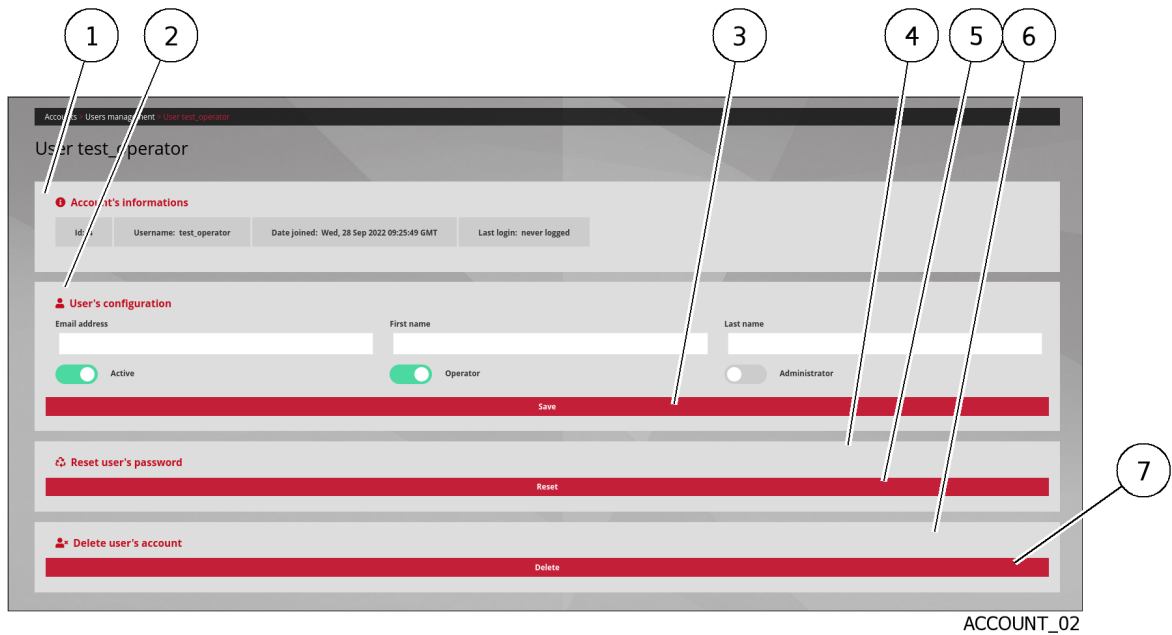 1 2 3 4 5 6
Accounts > Users management > User test_operator
User test_operator
Account's informations
Id: Username: test_operator Date joined: Wed, 28 Sep 2022 09:25:49 GMT Last login: never logged
User's configuration
Email address First name Last name
Active Operator Administrator
Save
Reset user's password
Reset
7
Delete user's account
Delete
ACCOUNT_02